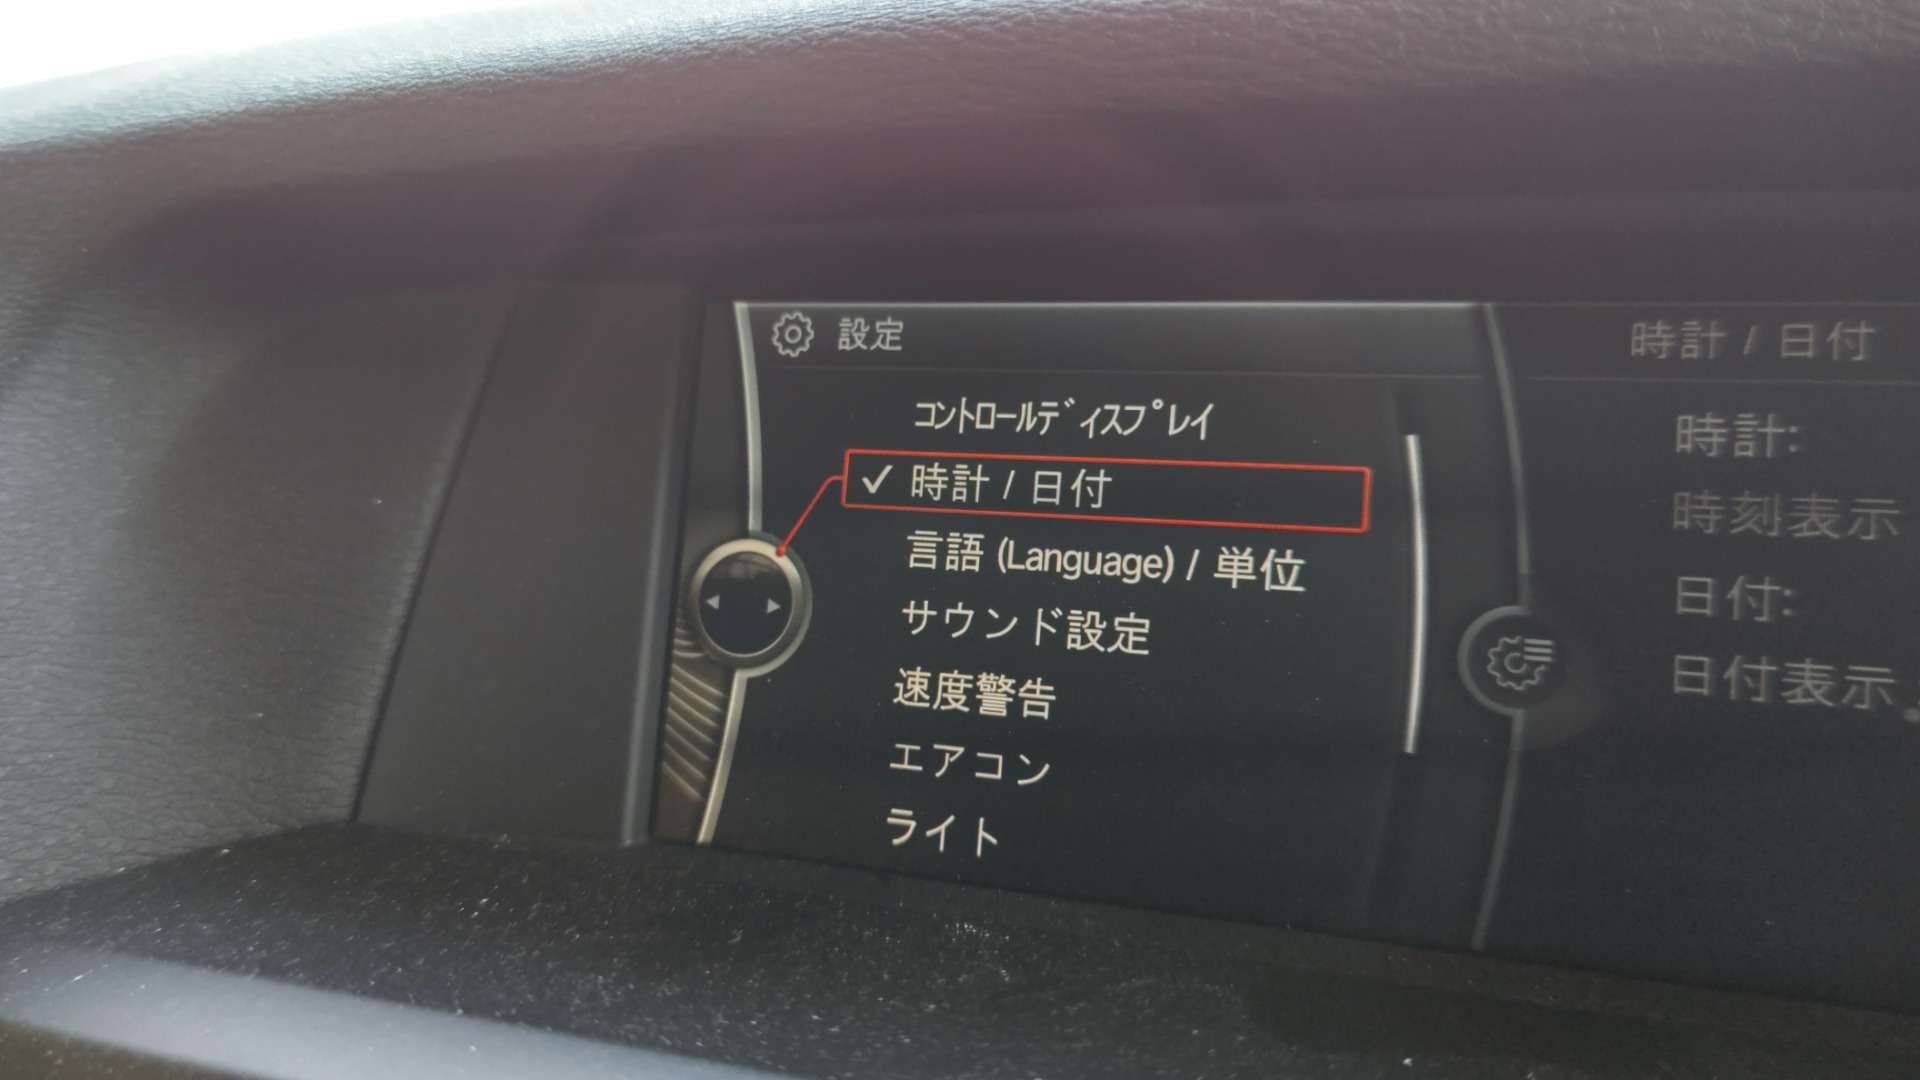 設定
コントロールディスプレイ
✓ 時計 / 日付
言語 (Language) / 単位
サウンド設定
速度警告
エアコン
ライト
時計 / 日付
時計:
時刻表示
日付:
日付表示